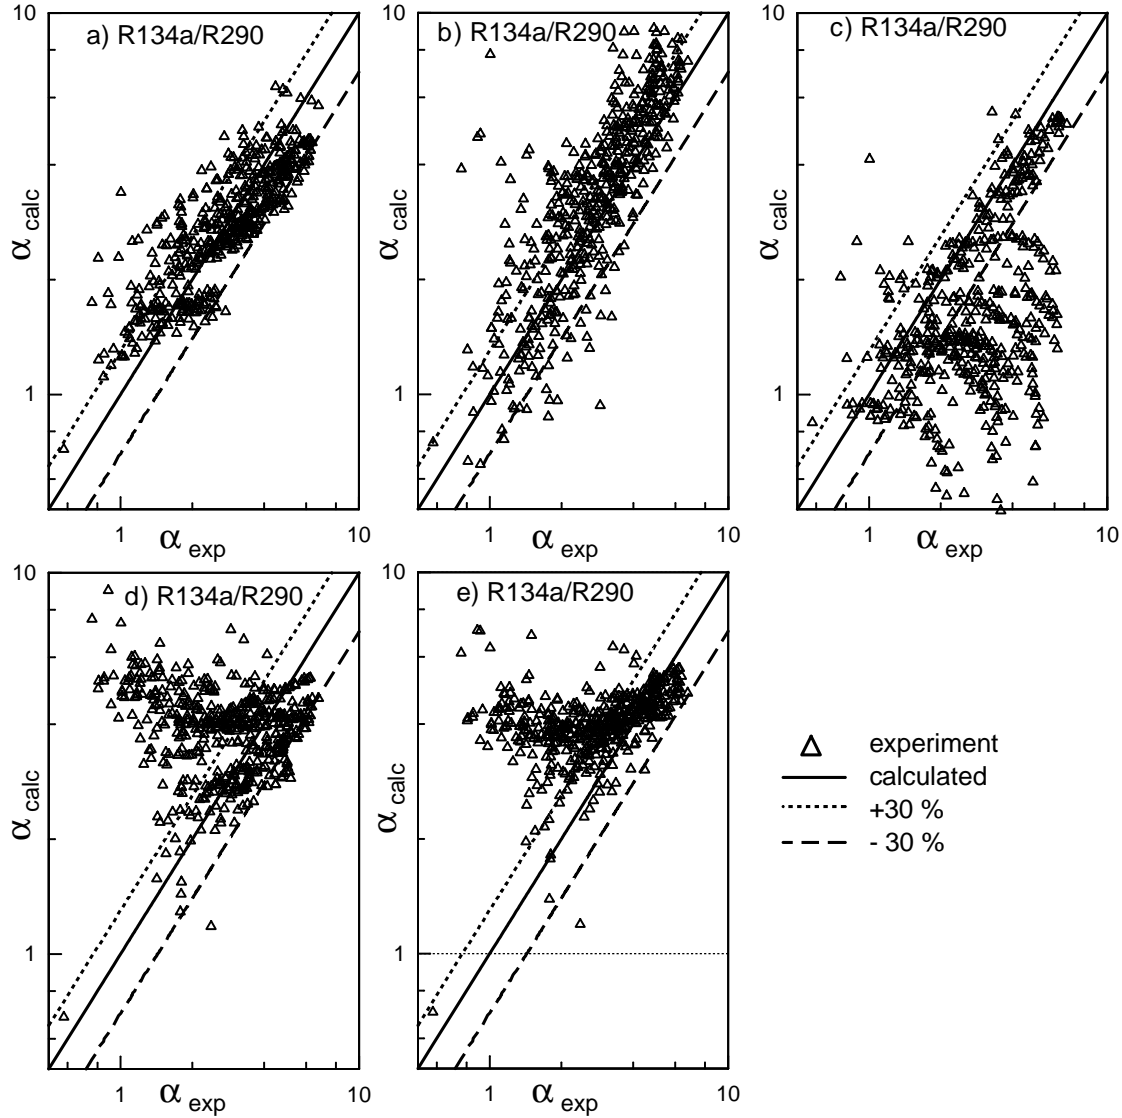 a) R134a/R290
10
1
α calc
1
10
α exp
b) R134a/R290
10
1
α calc
1
10
α exp
c) R134a/R290
10
1
α calc
1
10
α exp
d) R134a/R290
10
1
α calc
1
10
α exp
e) R134a/R290
10
1
α calc
1
10
α exp
experiment
calculated
+30 %
- 30 %